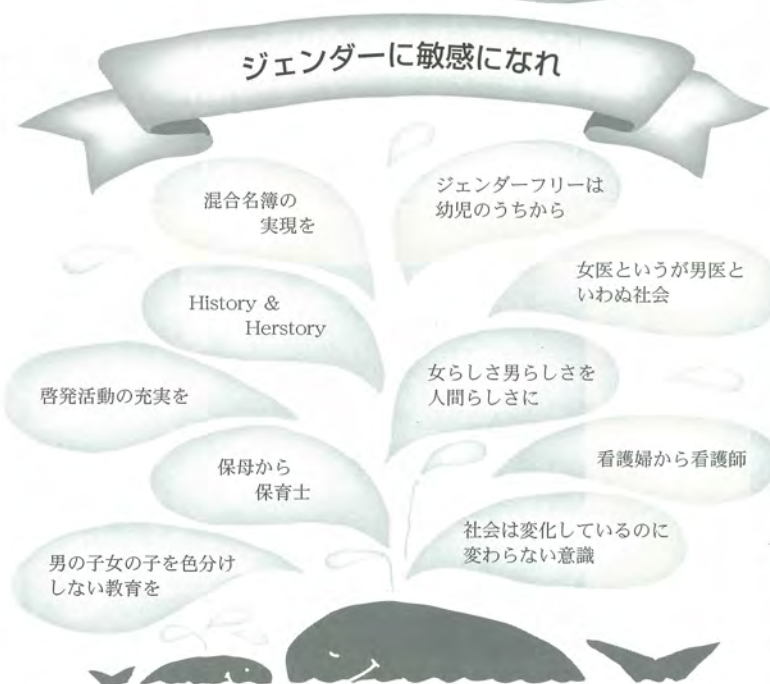 ジェンダーに敏感になれ
混合名簿の
実現を
ジェンダーフリーは
幼児のうちから
女医というが男医と
いわぬ社会
History &
Herstory
女らしさ男らしさを
人間らしさに
啓発活動の充実を
看護婦から看護師
保母から
保育士
社会は変化しているのに
変わらない意識
男の子女の子を色分け
しない教育を